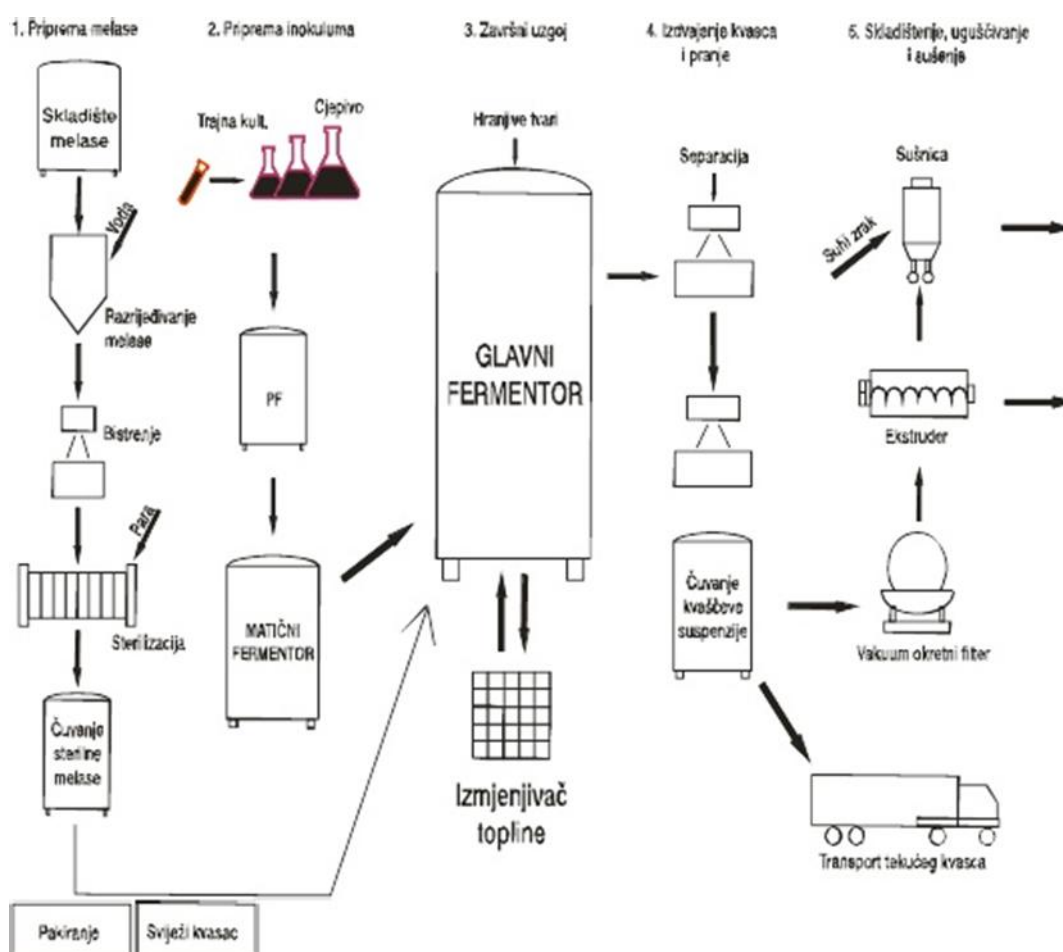 1. Priprema melase
2. Priprema inokuluma
3. Završni uzgoj
4. Izdvajanje kvasca
i pranje
5. Skladištenje, ugušćivanje
i sušenje
Skladište
melase
Voda
Razrijeđivanje
melase
Bistrenje
Para
Sterilizacija
Čuvanje
sterilne
melase
Trajna kult.
Cjepivo
PF
MATIČNI
FERMENTOR
Hranjive tvari
GLAVNI
FERMENTOR
Izmjenjivač
topline
Separacija
Čuvanje
kvaščeve
suspenzije
Sušnica
Suhi zrak
Ekstruder
Vakuum okretni filter
Transport tekućeg kvasca
Pakiranje
Sviježi kvasac